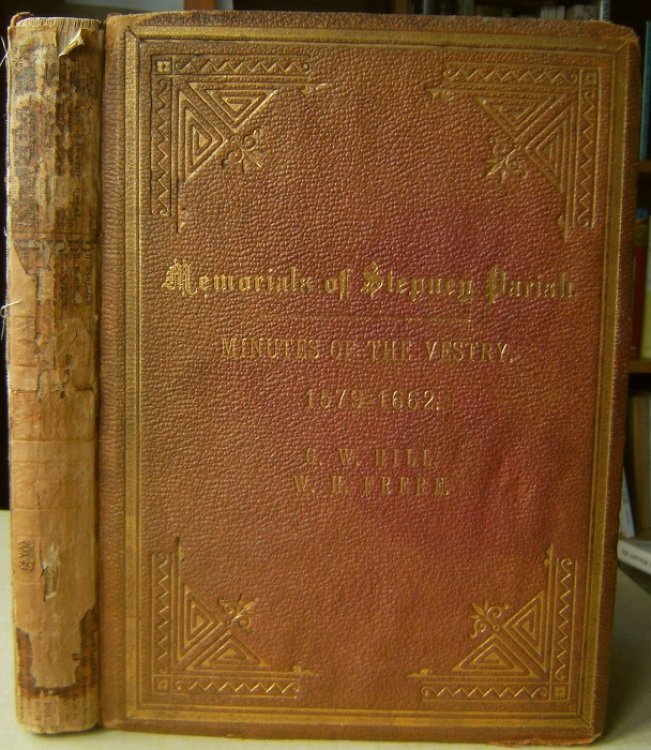 Memorials of Stepney Parish
MINUTES OF THE VESTRY.
1579-1662.
G. W. HILL,
W. H. FRERE.